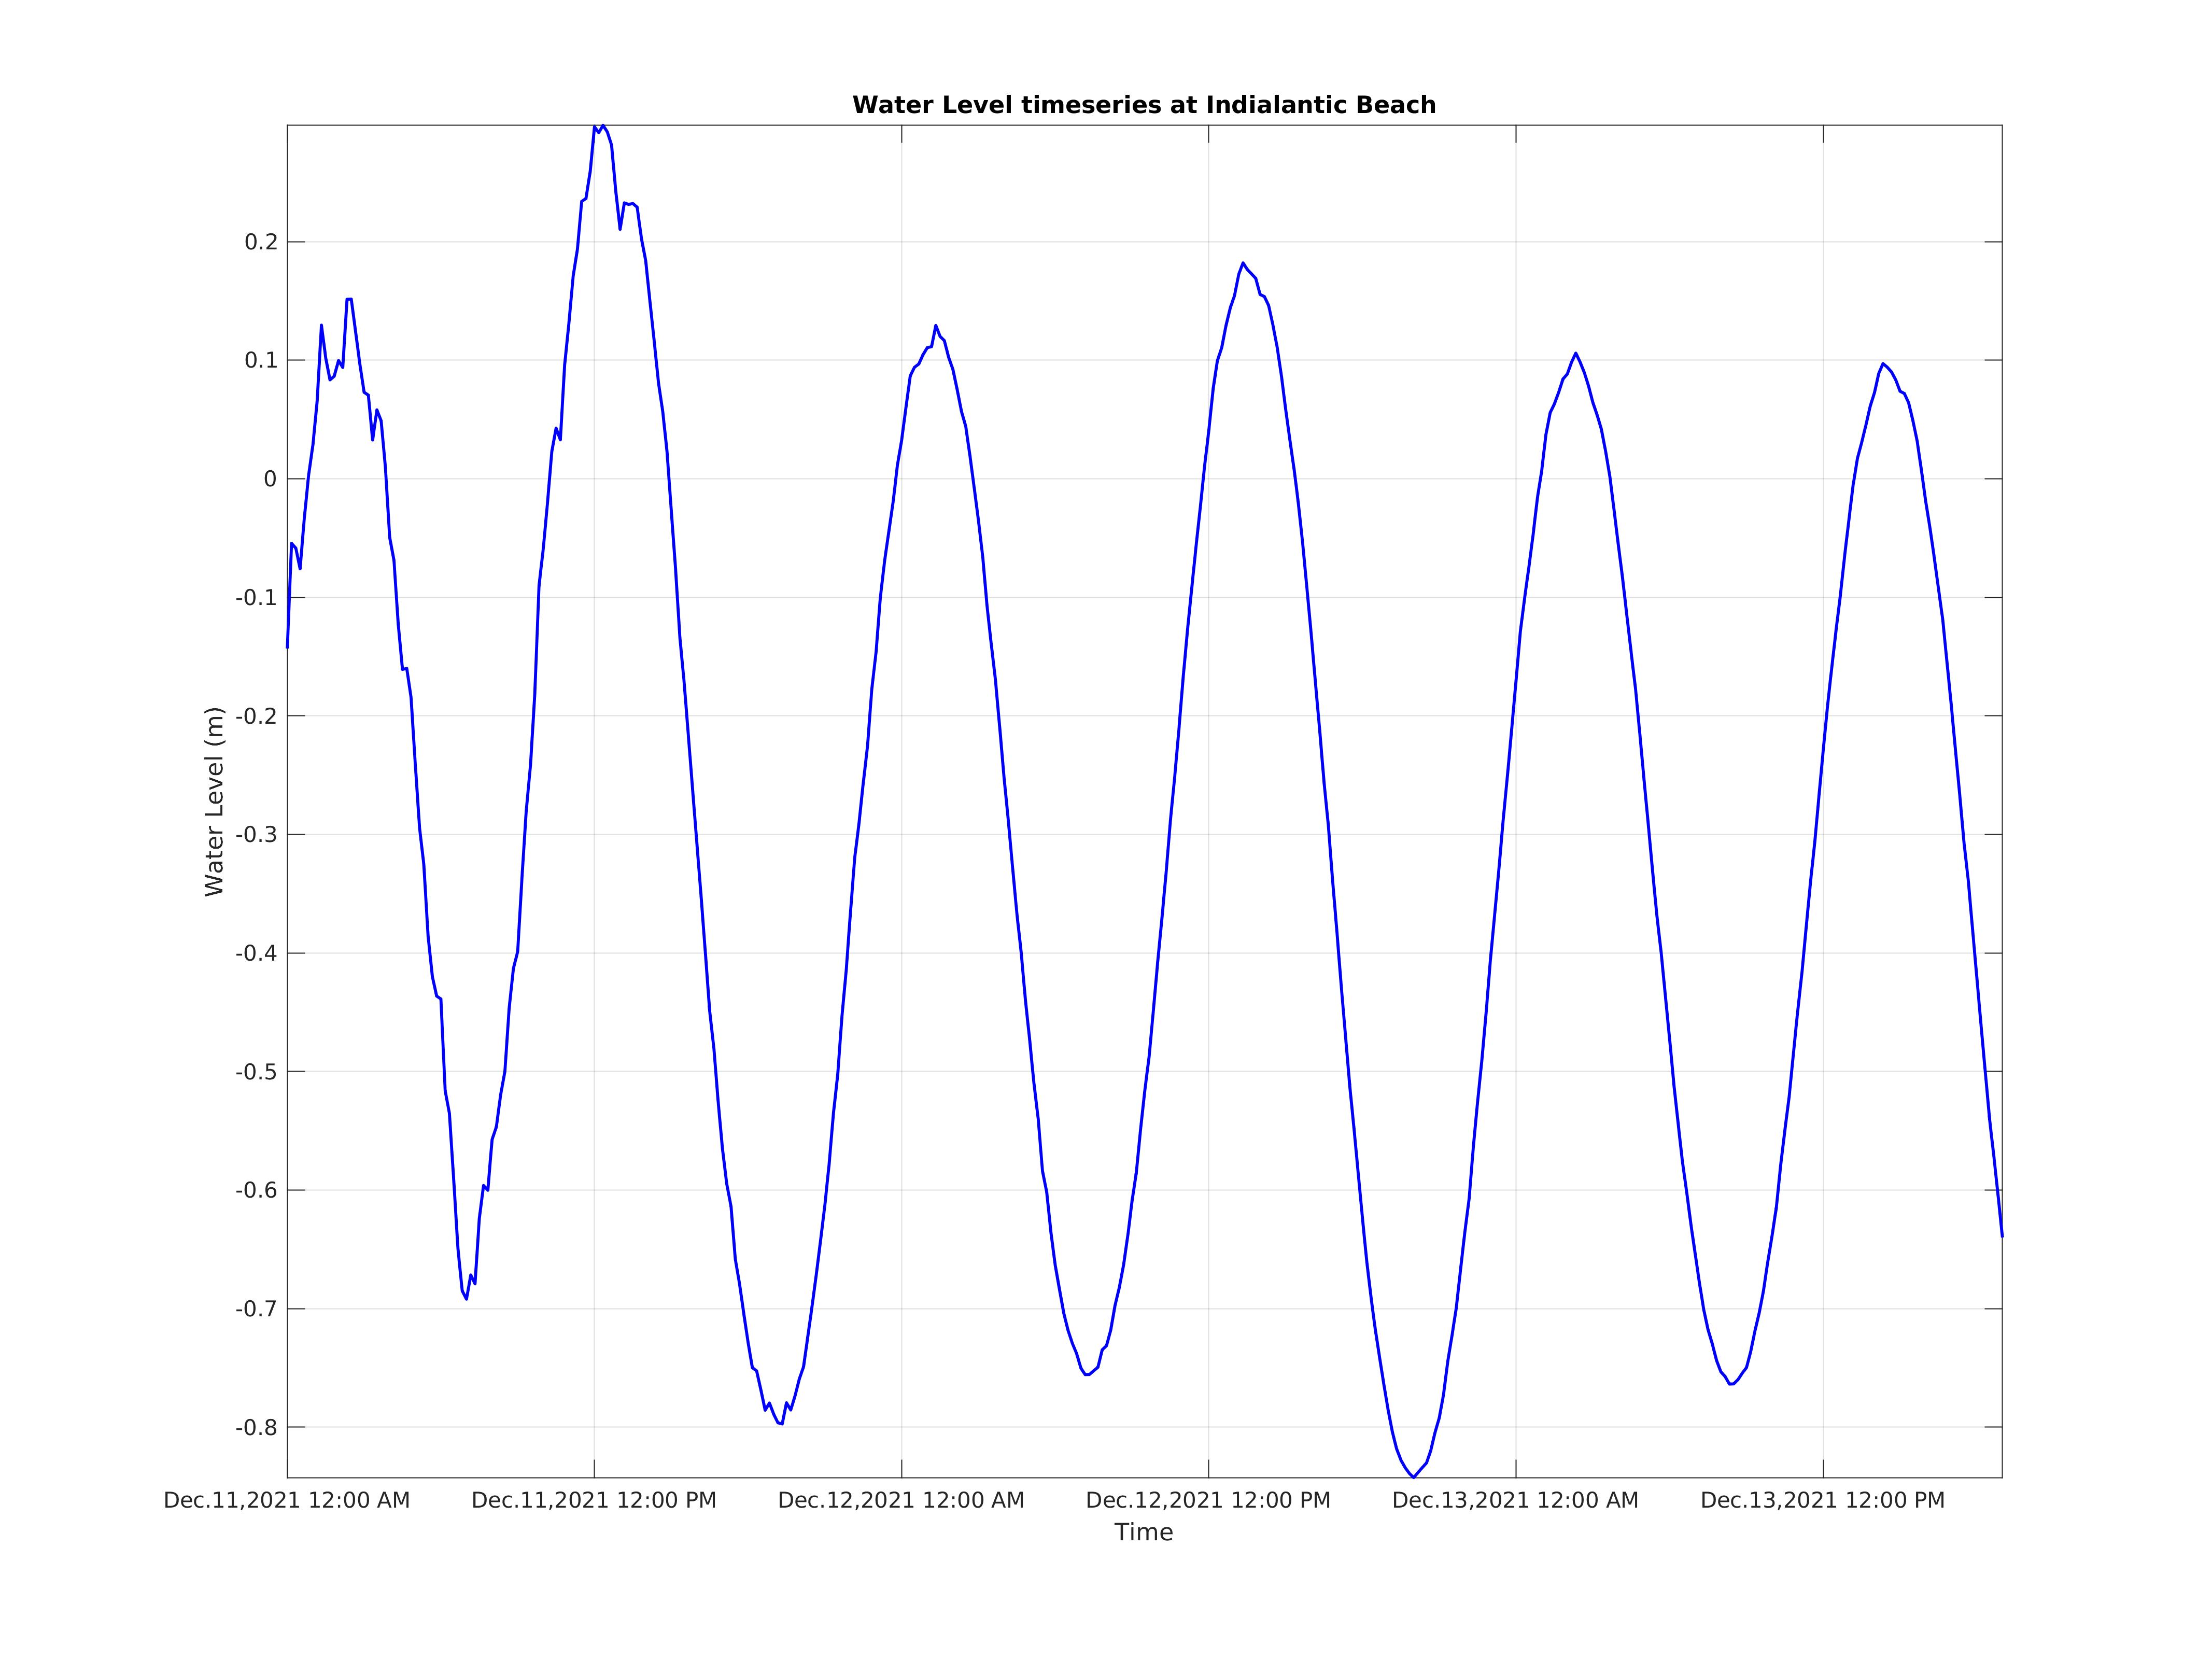 Water Level timeseries at Indialantic Beach
0.2
0.1
0
-0.1
-0.2
-0.3
-0.4
-0.5
-0.6
-0.7
-0.8
Water Level (m)
Dec.11,2021 12:00 AM
Dec.11,2021 12:00 PM
Dec.12,2021 12:00 AM
Dec.12,2021 12:00 PM
Dec.13,2021 12:00 AM
Dec.13,2021 12:00 PM
Time